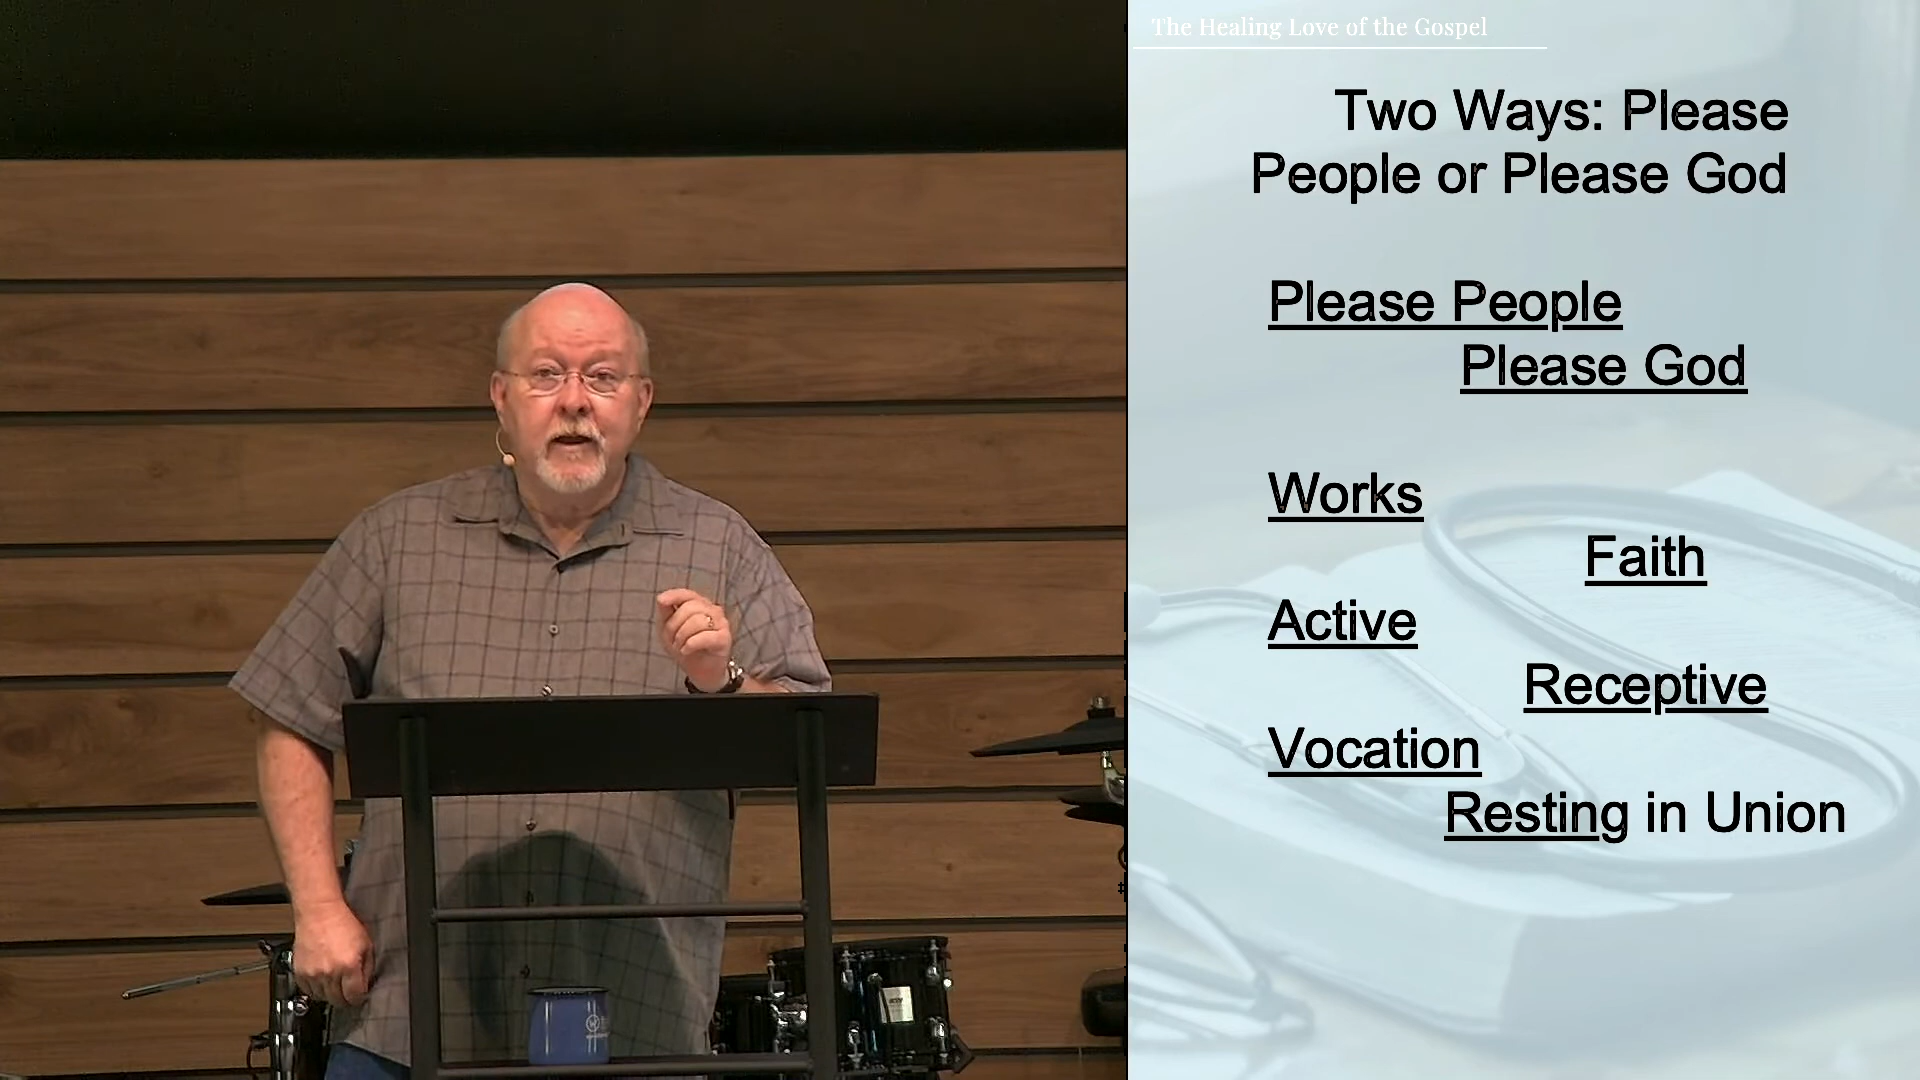 The Healing Love of the Gospel
Two Ways: Please
People or Please God
Please People
Please God
Works
Faith
Active
Receptive
Vocation
Resting in Union